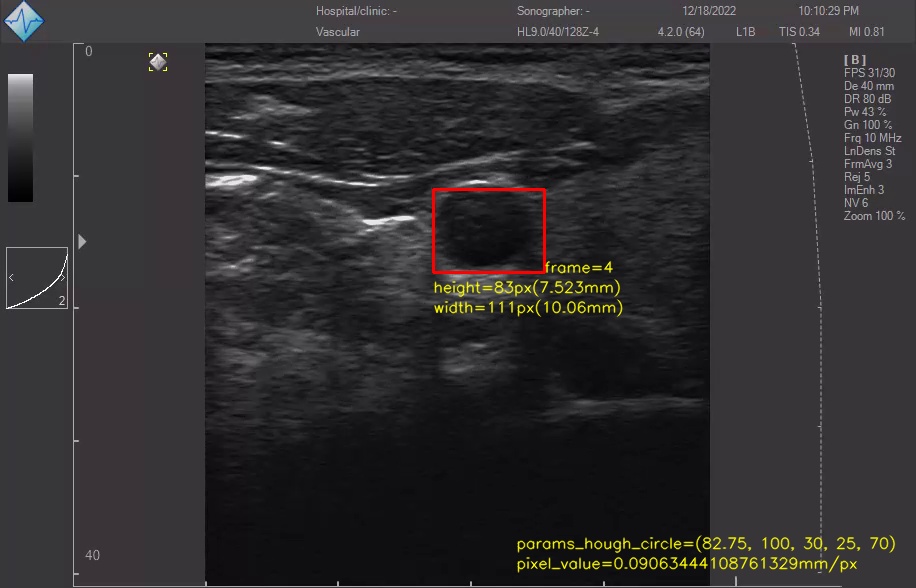 Hospital/clinic: - Sonographer: - 12/18/2022 10:10:29 PM
Vascular HL9.0/40/128Z-4 4.2.0 (64) L1B TIS 0.34 MI 0.81
0
[ B ]
FPS 31/30
De 40 mm
DR 80 dB
Pw 43 %
Gn 100 %
Frq 10 MHz
LnDens St
FrmAvg 3
Rej 5
ImEnh 3
NV 6
Zoom 100 %
2
frame=4
height=83px(7.523mm)
width=111px(10.06mm)
40
params_hough_circle=(82.75, 100, 30, 25, 70)
pixel_value=0.09063444108761329mm/px